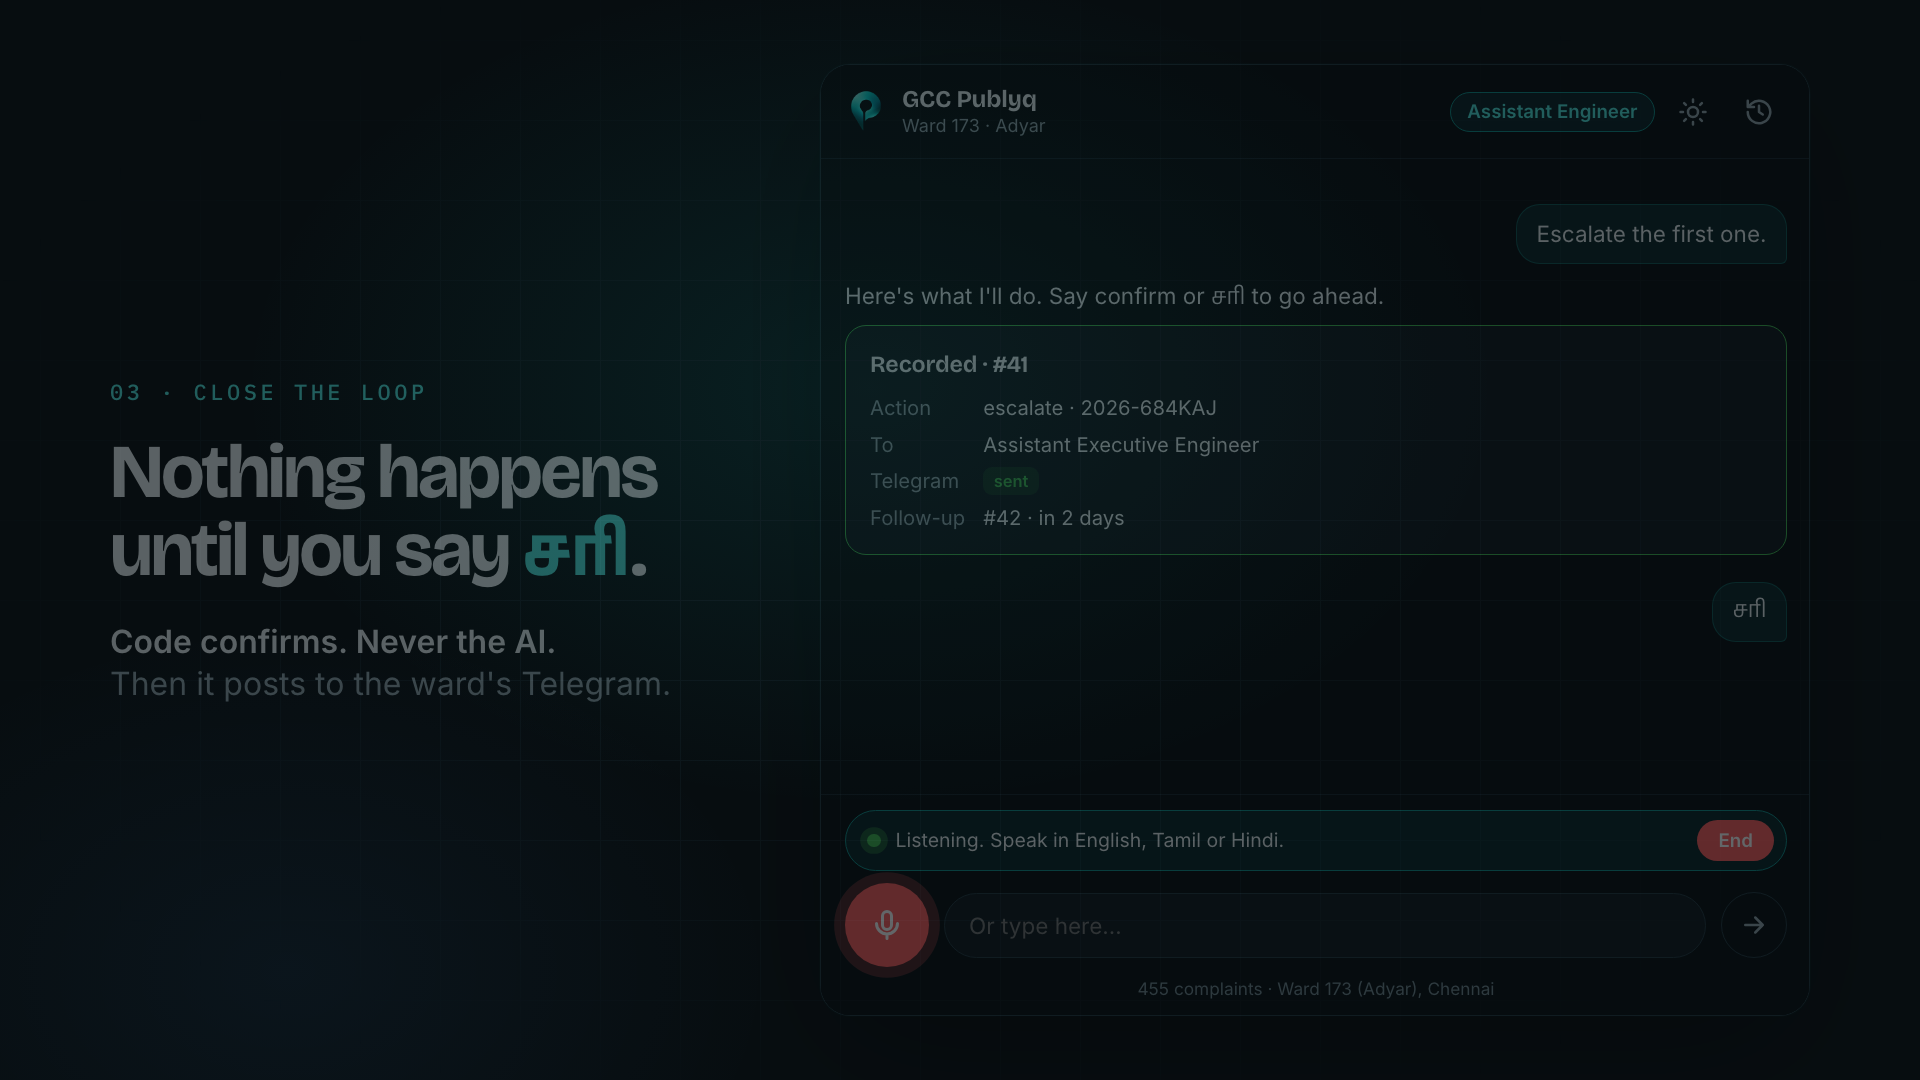 03 · CLOSE THE LOOP
Nothing happens
until you say சரி.
Code confirms. Never the AI.
Then it posts to the ward's Telegram.
GCC Publyq
Ward 173 · Adyar
Assistant Engineer
Escalate the first one.
Here's what I'll do. Say confirm or சரி to go ahead.
Recorded · #41
Action escalate · 2026-684KAJ
To Assistant Executive Engineer
Telegram sent
Follow-up #42 · in 2 days
சரி
Listening. Speak in English, Tamil or Hindi.
End
Or type here...
455 complaints · Ward 173 (Adyar), Chennai